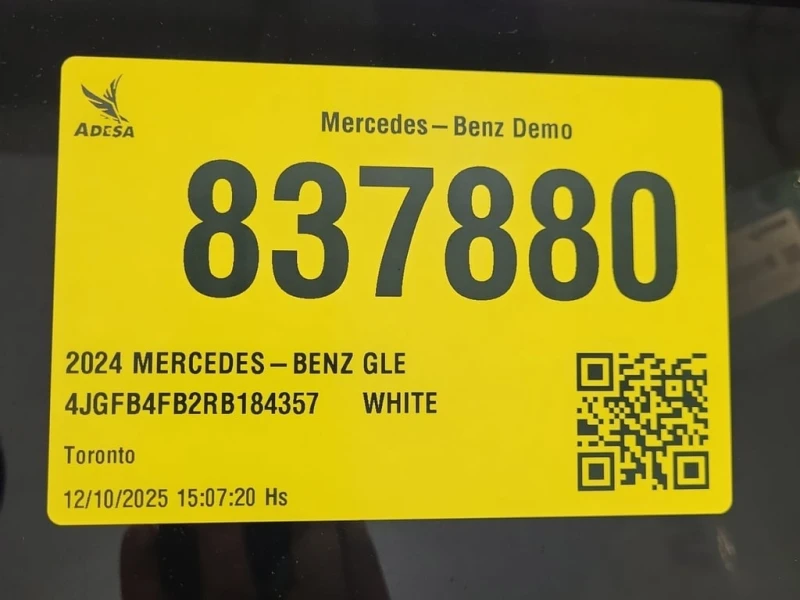 ADESA
Mercedes-Benz Demo
837880
2024 MERCEDES-BENZ GLE
4JGFB4FB2RB184357 WHITE
Toronto
12/10/2025 15:07:20 Hs